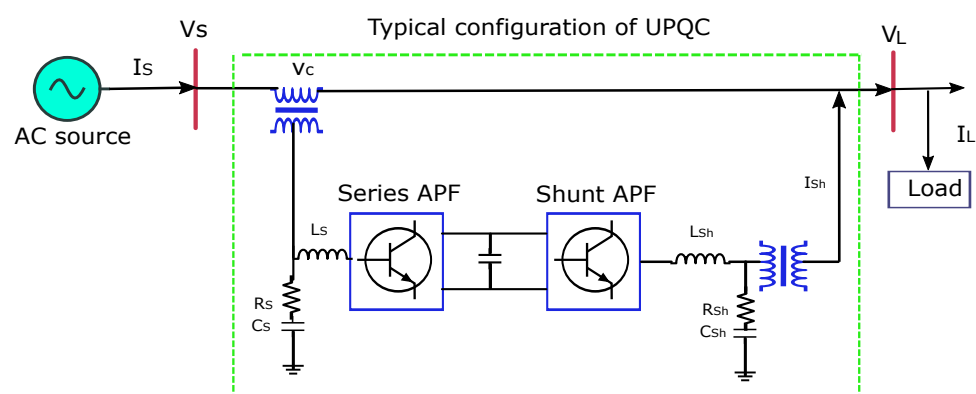 Typical configuration of UPQC
Vs
VL
Is
vc
AC source
IL
ISh
Series APF
Shunt APF
Load
Ls
LSh
Rs
Cs
RSh
CSh